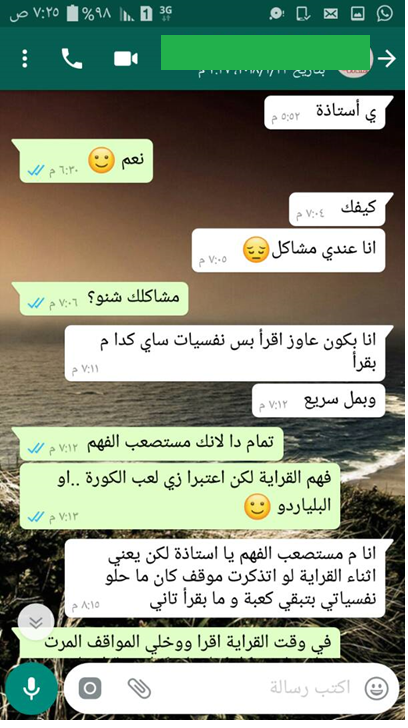 ٧:٢٥ ص
٩٨%
1
3G
ي أستاذة
٥:٥٢ م
نعم 🙂
٦:٣٠ م
كيفك
٧:٠٤ م
انا عندي مشاكل 😔
٧:٠٥ م
مشاكلك شنو؟
٧:٠٦ م
انا بكون عاوز اقرأ بس نفسيات ساي كدا م
بقرأ
٧:١١ م
وبمل سريع
٧:١٢ م
تمام دا لانك مستصعب الفهم
٧:١٢ م
فهم القراية لكن اعتبرا زي لعب الكورة ..او
البلياردو 🙂
٧:١٣ م
انا م مستصعب الفهم يا استاذة لكن يعني
اثناء القراية لو اتذكرت موقف كان ما حلو
نفسياتي بتبقي كعبة و ما بقرأ تاني
٨:١٥ م
في وقت القراية اقرا ووخلي المواقف المرت
اكتب رسالة